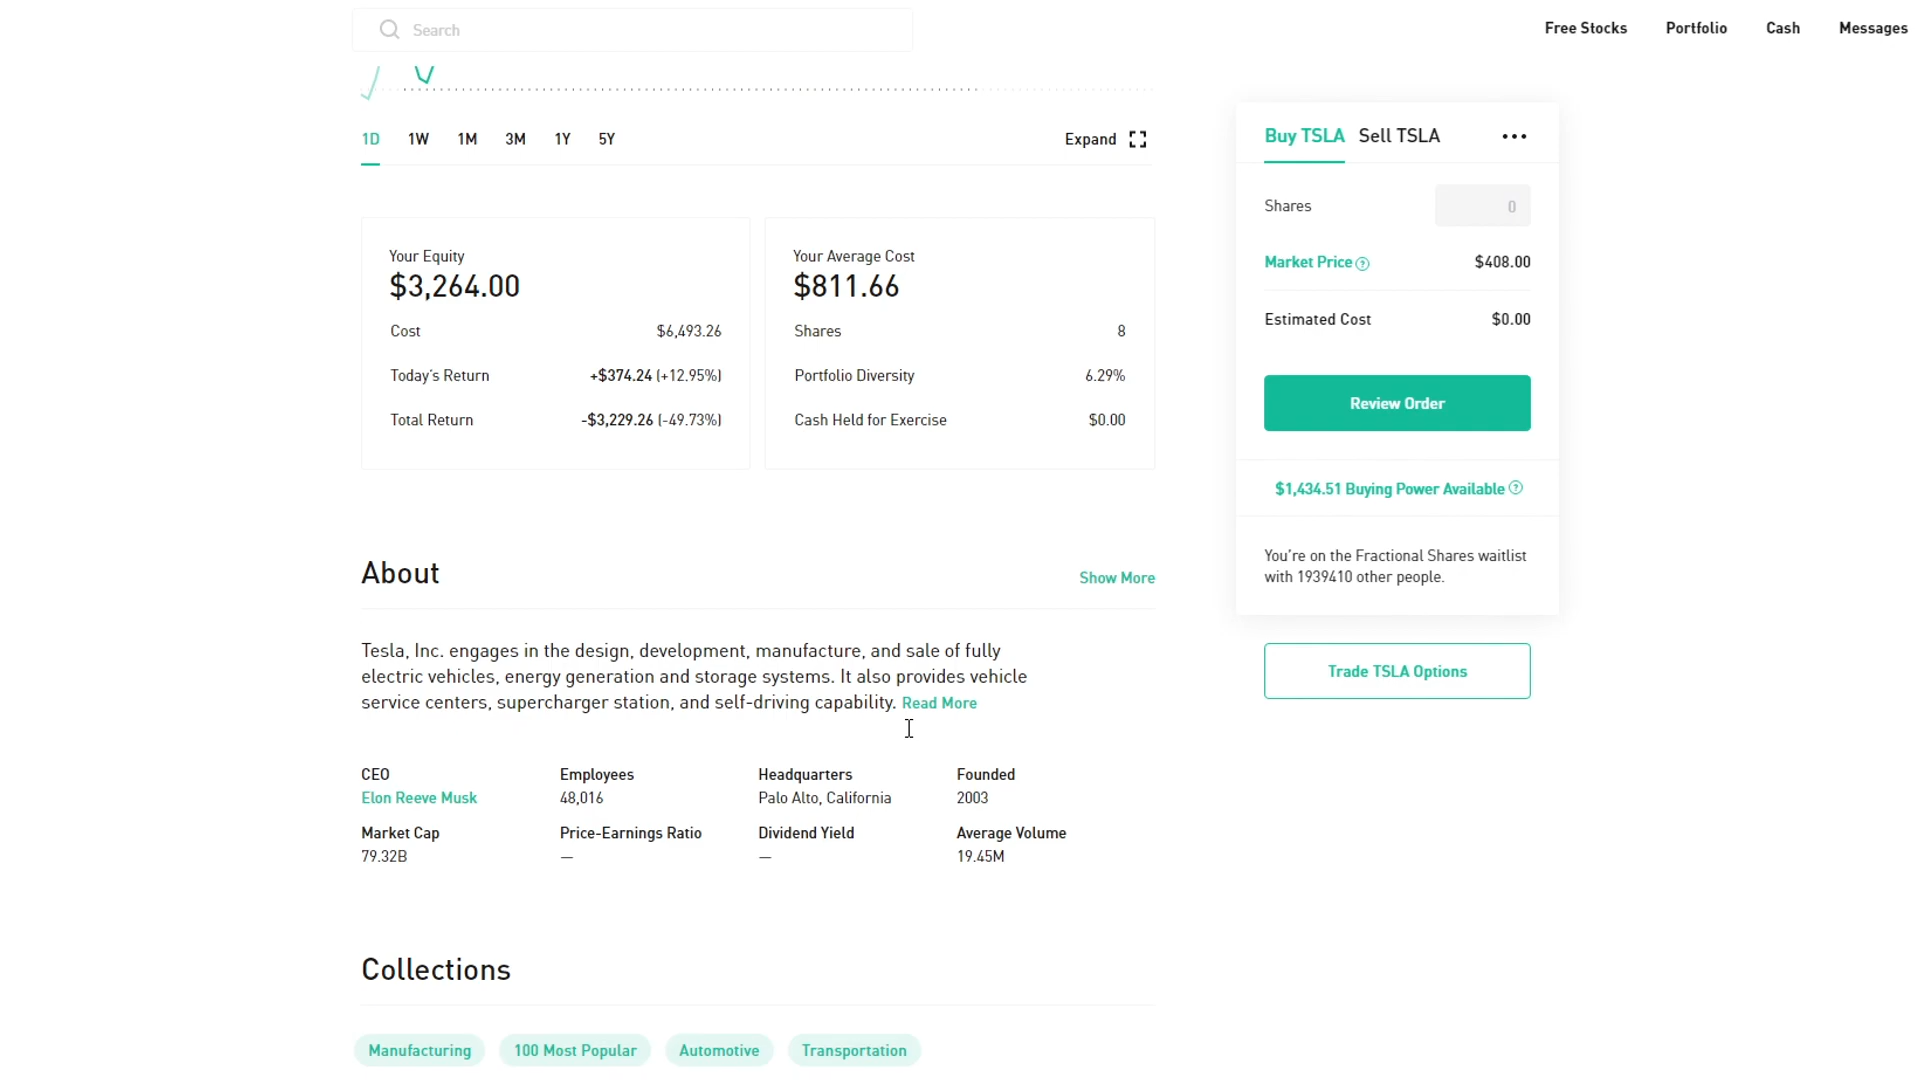 Search
Free Stocks Portfolio Cash Messages
1D 1W 1M 3M 1Y 5Y
Expand
Your Equity
$3,264.00
Cost $6,493.26
Today's Return +$374.24 (+12.95%)
Total Return -$3,229.26 (-49.73%)
Your Average Cost
$811.66
Shares 8
Portfolio Diversity 6.29%
Cash Held for Exercise $0.00
Buy TSLA Sell TSLA •••
Shares 0
Market Price ? $408.00
Estimated Cost $0.00
Review Order
$1,434.51 Buying Power Available ?
You're on the Fractional Shares waitlist
with 1939410 other people.
Trade TSLA Options
About Show More
Tesla, Inc. engages in the design, development, manufacture, and sale of fully
electric vehicles, energy generation and storage systems. It also provides vehicle
service centers, supercharger station, and self-driving capability. Read More
CEO Employees Headquarters Founded
Elon Reeve Musk 48,016 Palo Alto, California 2003
Market Cap Price-Earnings Ratio Dividend Yield Average Volume
79.32B — — 19.45M
Collections
Manufacturing 100 Most Popular Automotive Transportation